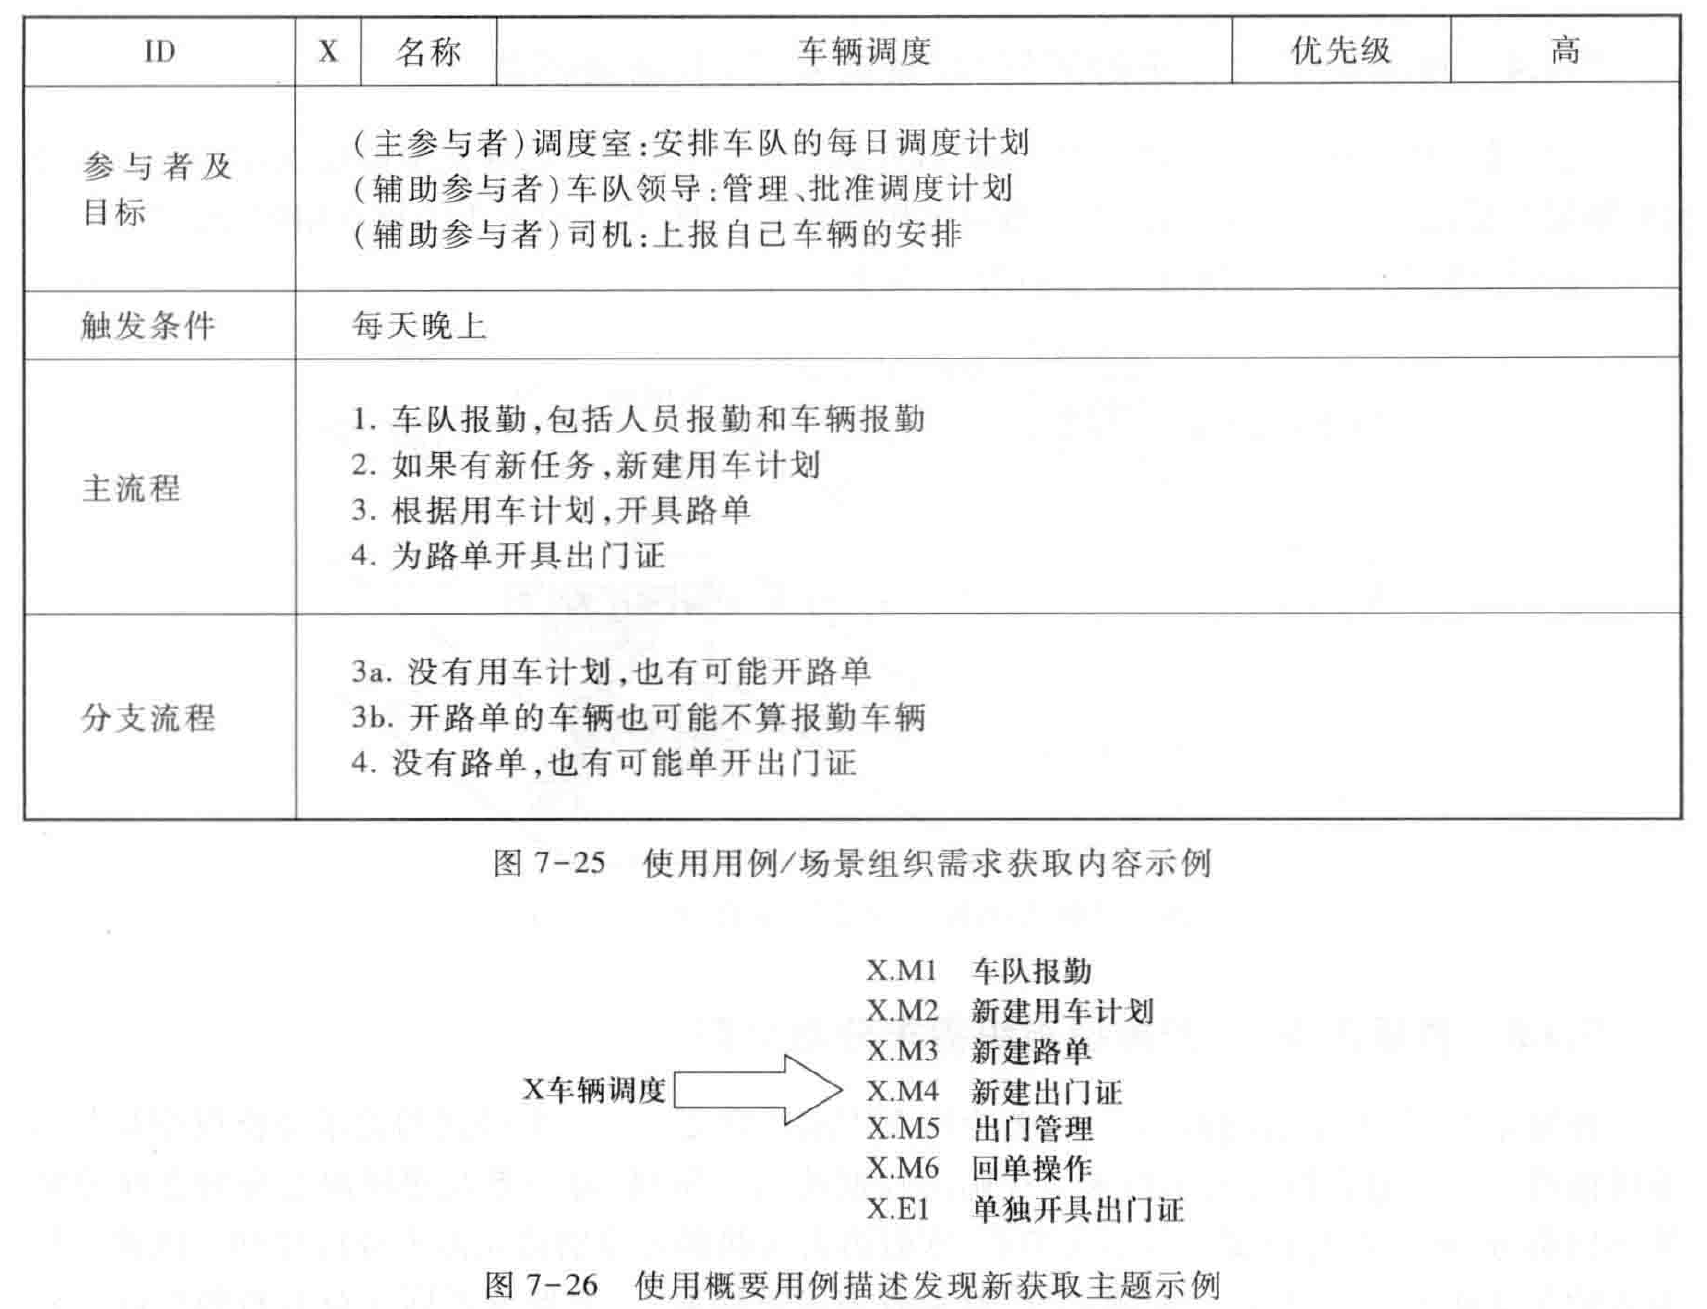 ID X 名称 车辆调度 优先级 高
参与者及
目标
(主参与者)调度室:安排车队的每日调度计划
(辅助参与者)车队领导:管理、批准调度计划
(辅助参与者)司机:上报自己车辆的安排
触发条件 每天晚上
主流程
1. 车队报勤,包括人员报勤和车辆报勤
2. 如果有新任务,新建用车计划
3. 根据用车计划,开具路单
4. 为路单开具出门证
分支流程
3a. 没有用车计划,也有可能开路单
3b. 开路单的车辆也可能不算报勤车辆
4. 没有路单,也有可能单开出门证
图 7-25 使用用例/场景组织需求获取内容示例
X车辆调度
X.M1 车队报勤
X.M2 新建用车计划
X.M3 新建路单
X.M4 新建出门证
X.M5 出门管理
X.M6 回单操作
X.E1 单独开具出门证
图 7-26 使用概要用例描述发现新获取主题示例